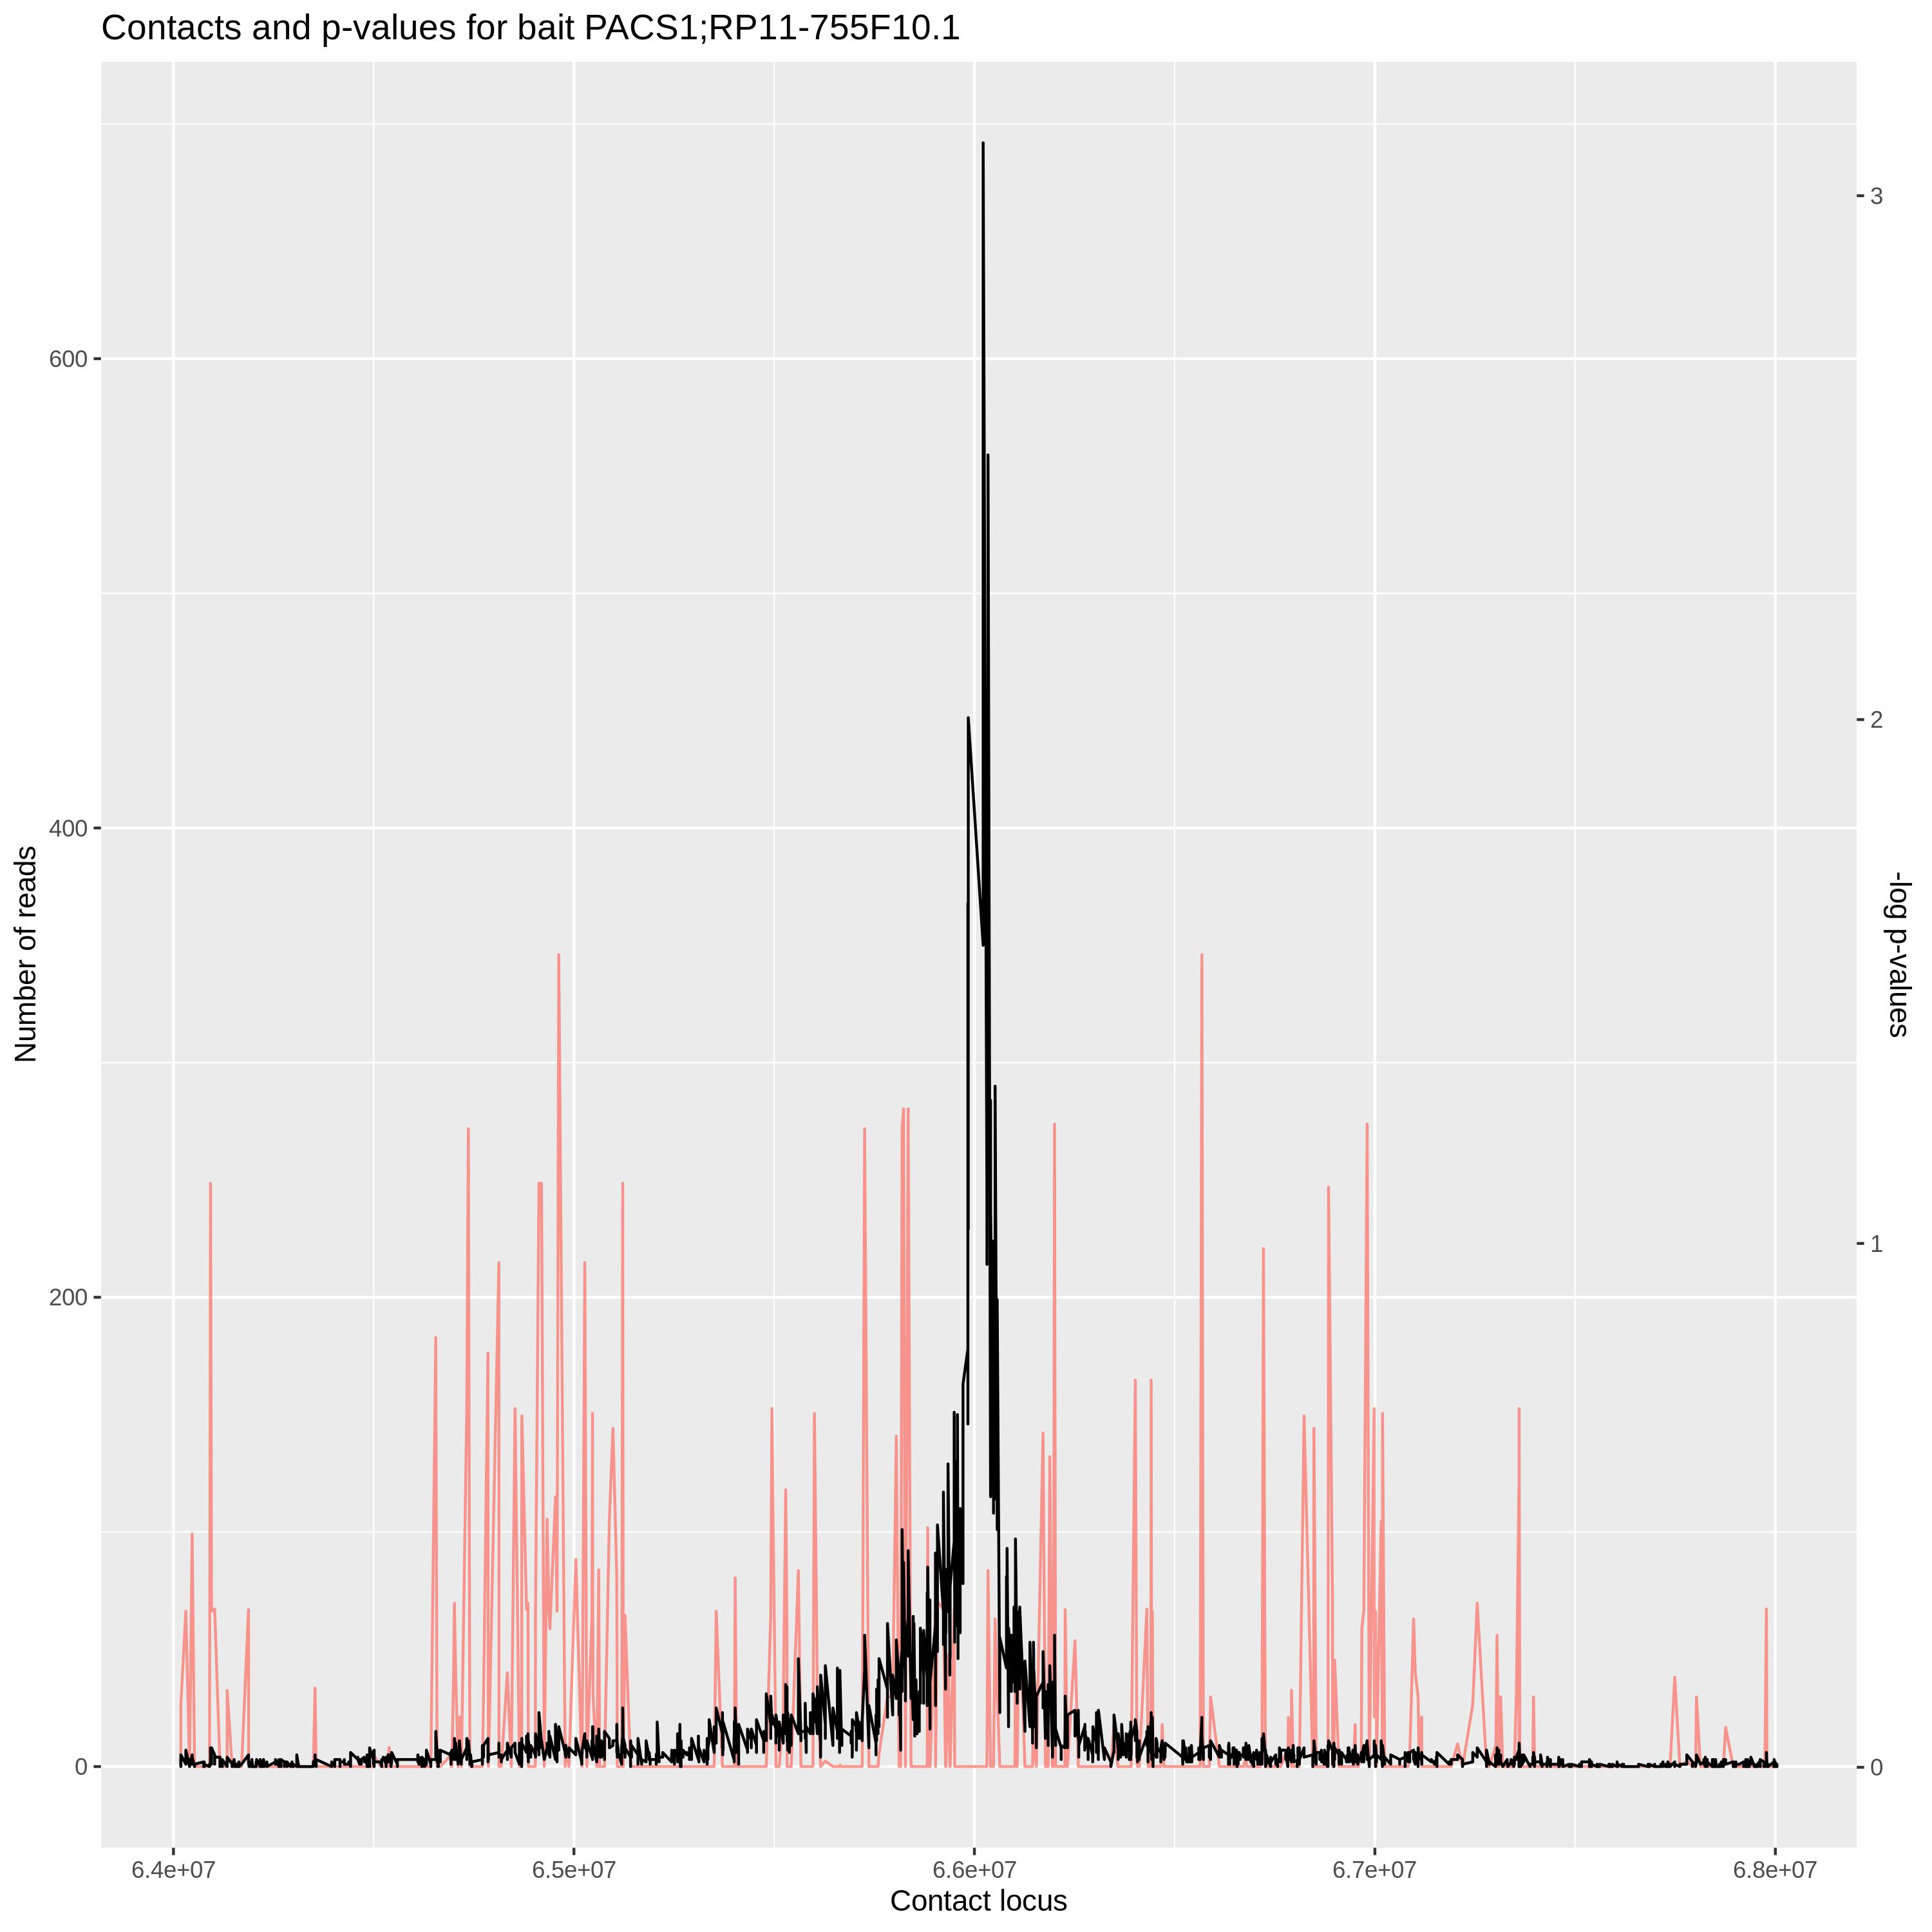 Contacts and p-values for bait PACS1;RP11-755F10.1
600
400
200
0
Number of reads
3
2
1
0
-log p-values
6.4e+07
6.5e+07
6.6e+07
6.7e+07
6.8e+07
Contact locus